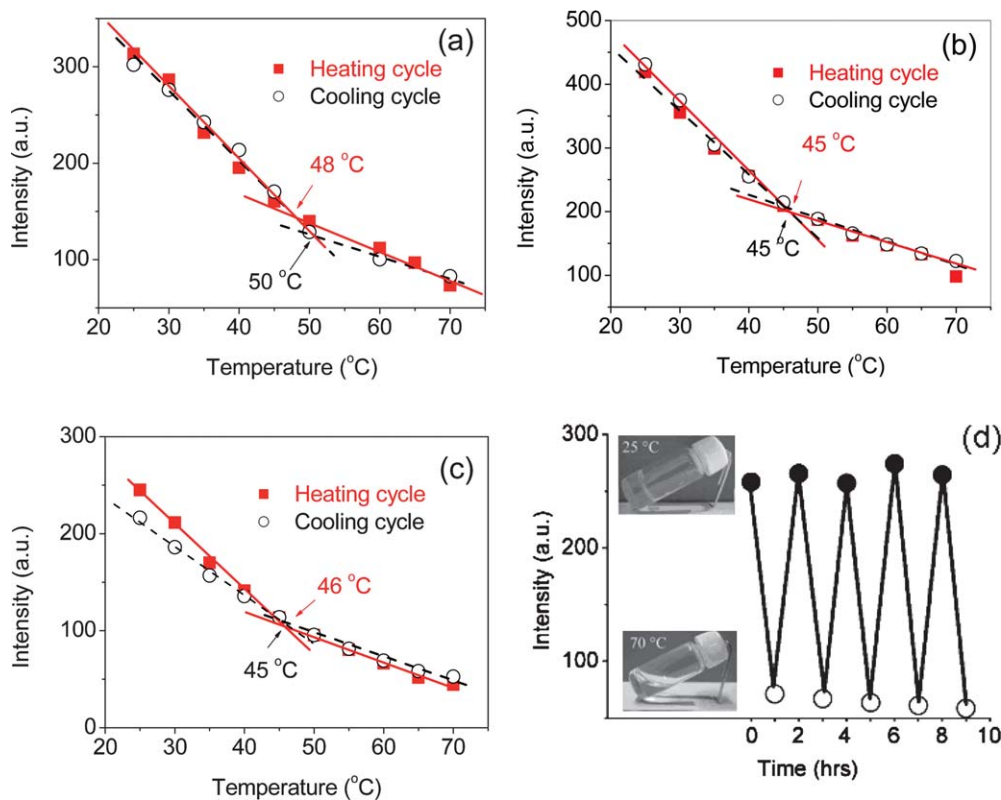 (a)
Heating cycle
Cooling cycle
48 °C
50 °C
Intensity (a.u.)
300
200
100
20 30 40 50 60 70
Temperature (°C)
(b)
Heating cycle
Cooling cycle
45 °C
45 °C
Intensity (a.u.)
500
400
300
200
100
20 30 40 50 60 70
Temperature (°C)
(c)
Heating cycle
Cooling cycle
46 °C
45 °C
Intensity (a.u.)
300
200
100
0
20 30 40 50 60 70
Temperature (°C)
(d)
25 °C
70 °C
Intensity (a.u.)
300
200
100
0 2 4 6 8 10
Time (hrs)